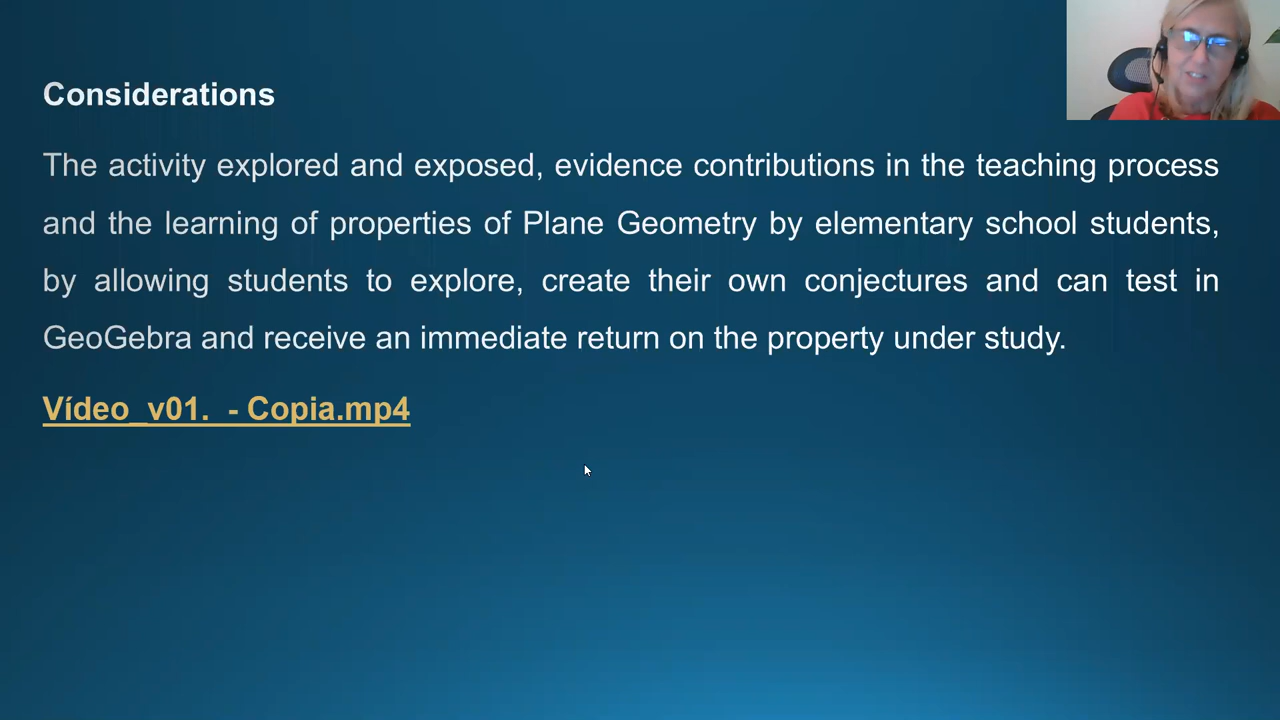 Considerations
The activity explored and exposed, evidence contributions in the teaching process
and the learning of properties of Plane Geometry by elementary school students,
by allowing students to explore, create their own conjectures and can test in
GeoGebra and receive an immediate return on the property under study.
Vídeo_v01.  - Copia.mp4